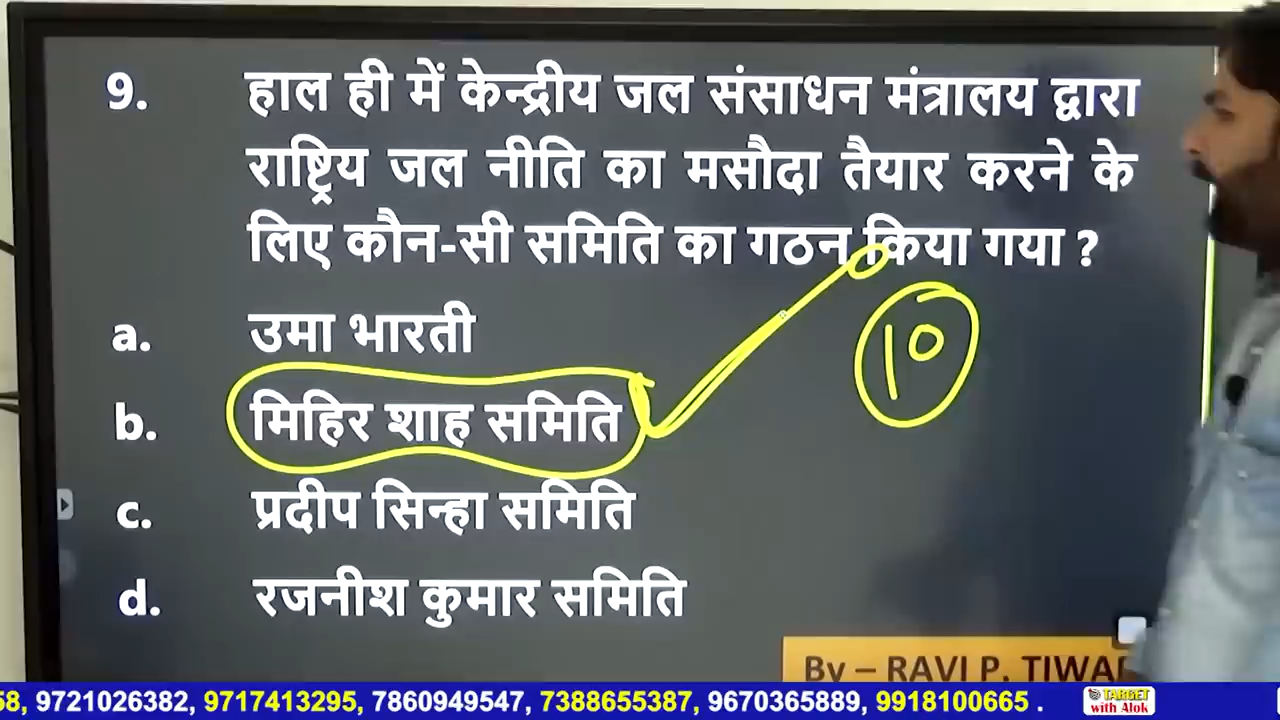 9. हाल ही में केन्द्रीय जल संसाधन मंत्रालय द्वारा
राष्ट्रिय जल नीति का मसौदा तैयार करने के
लिए कौन-सी समिति का गठन किया गया ?
a. उमा भारती
10
b. मिहिर शाह समिति
c. प्रदीप सिन्हा समिति
d. रजनीश कुमार समिति
By – RAVI P. TIWA
58, 9721026382, 9717413295, 7860949547, 7388655387, 9670365889, 9918100665 .
TARGET
with Alok